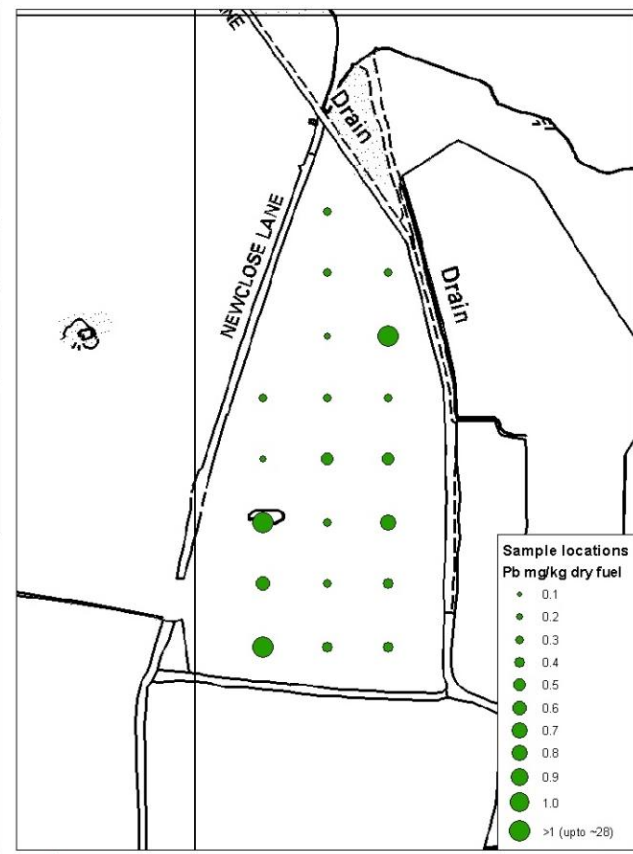 NE
Drain
NEWCLOSE LANE
Drain
Sample locations
Pb mg/kg dry fuel
0.1
0.2
0.3
0.4
0.5
0.6
0.7
0.8
0.9
1.0
>1 (upto ~28)